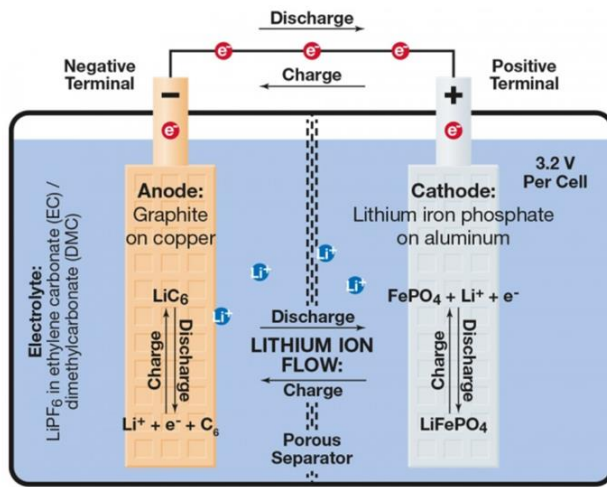 Discharge
e⁻ e⁻ e⁻
Charge
Negative
Terminal
Positive
Terminal
−
+
e⁻
e⁻
3.2 V
Per Cell
Anode:
Graphite
on copper
Cathode:
Lithium iron phosphate
on aluminum
Electrolyte:
LiPF₆ in ethylene carbonate (EC) /
dimethylcarbonate (DMC)
Li⁺
Li⁺
Li⁺
Li⁺
LiC₆
Charge
Discharge
Li⁺ + e⁻ + C₆
Discharge
LITHIUM ION
FLOW:
Charge
Porous
Separator
FePO4 + Li⁺ + e⁻
Charge
Discharge
LiFePO4